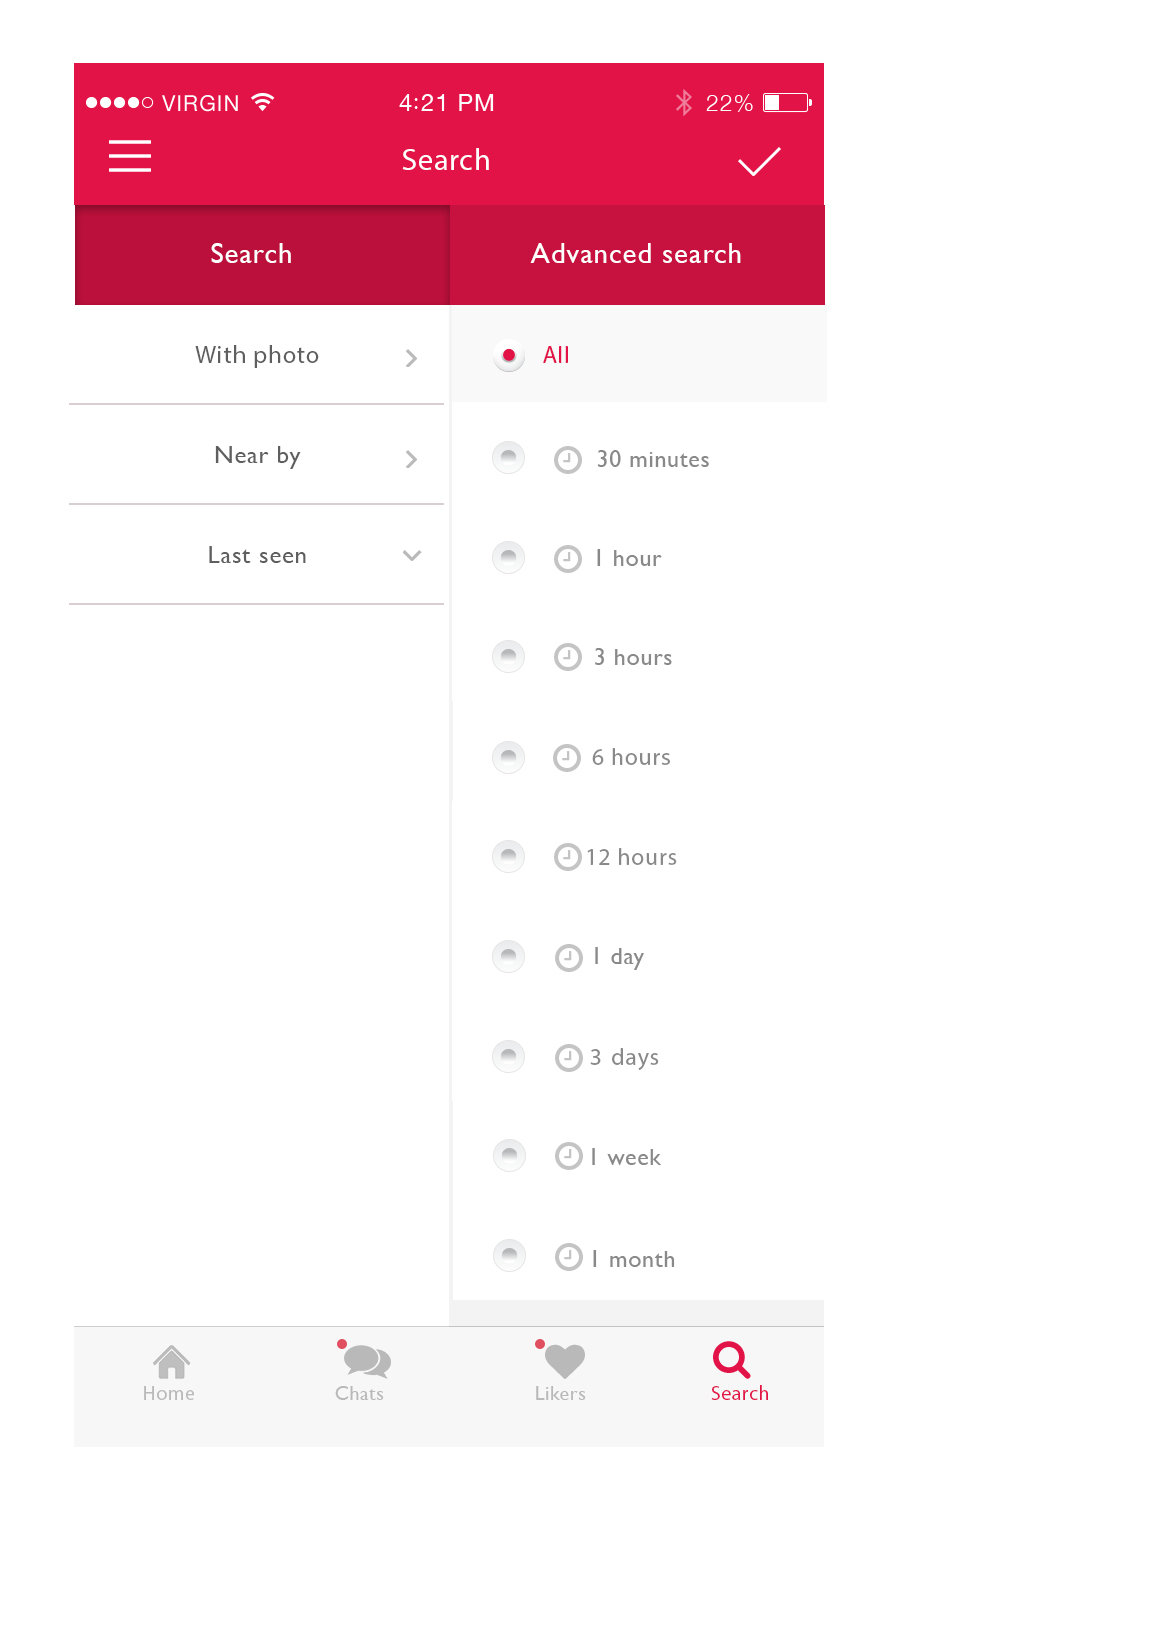 VIRGIN 4:21 PM 22%
Search
Search Advanced search
With photo
Near by
Last seen
All
30 minutes
1 hour
3 hours
6 hours
12 hours
1 day
3 days
1 week
1 month
Home Chats Likers Search